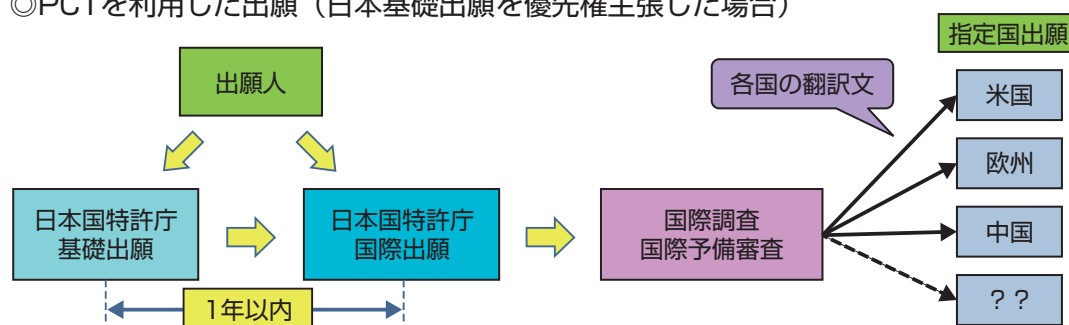 ◎PCTを利用した出願（日本基礎出願を優先権主張した場合）
指定国出願
出願人
各国の翻訳文
米国
欧州
日本国特許庁
基礎出願
日本国特許庁
国際出願
国際調査
国際予備審査
中国
？？
1年以内